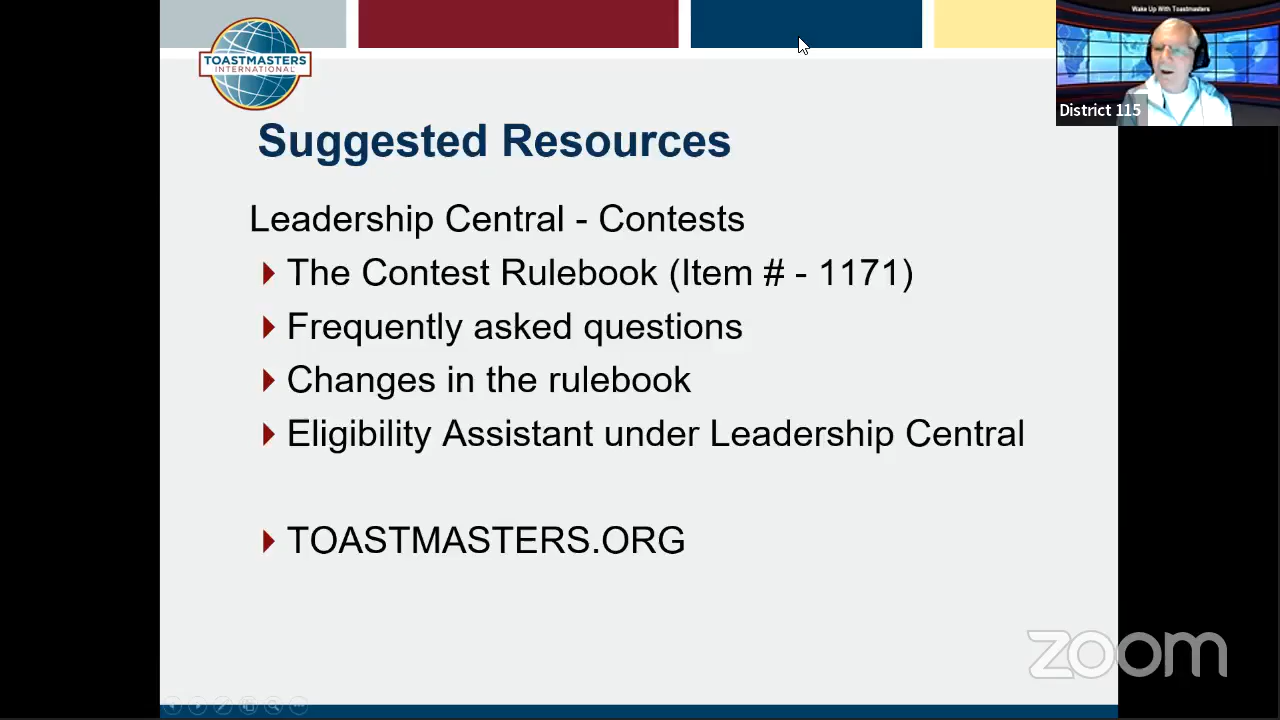 Wake Up With Toastmasters
TOASTMASTERS
INTERNATIONAL
District 115
Suggested Resources
Leadership Central - Contests
The Contest Rulebook (Item # - 1171)
Frequently asked questions
Changes in the rulebook
Eligibility Assistant under Leadership Central
TOASTMASTERS.ORG
zoom